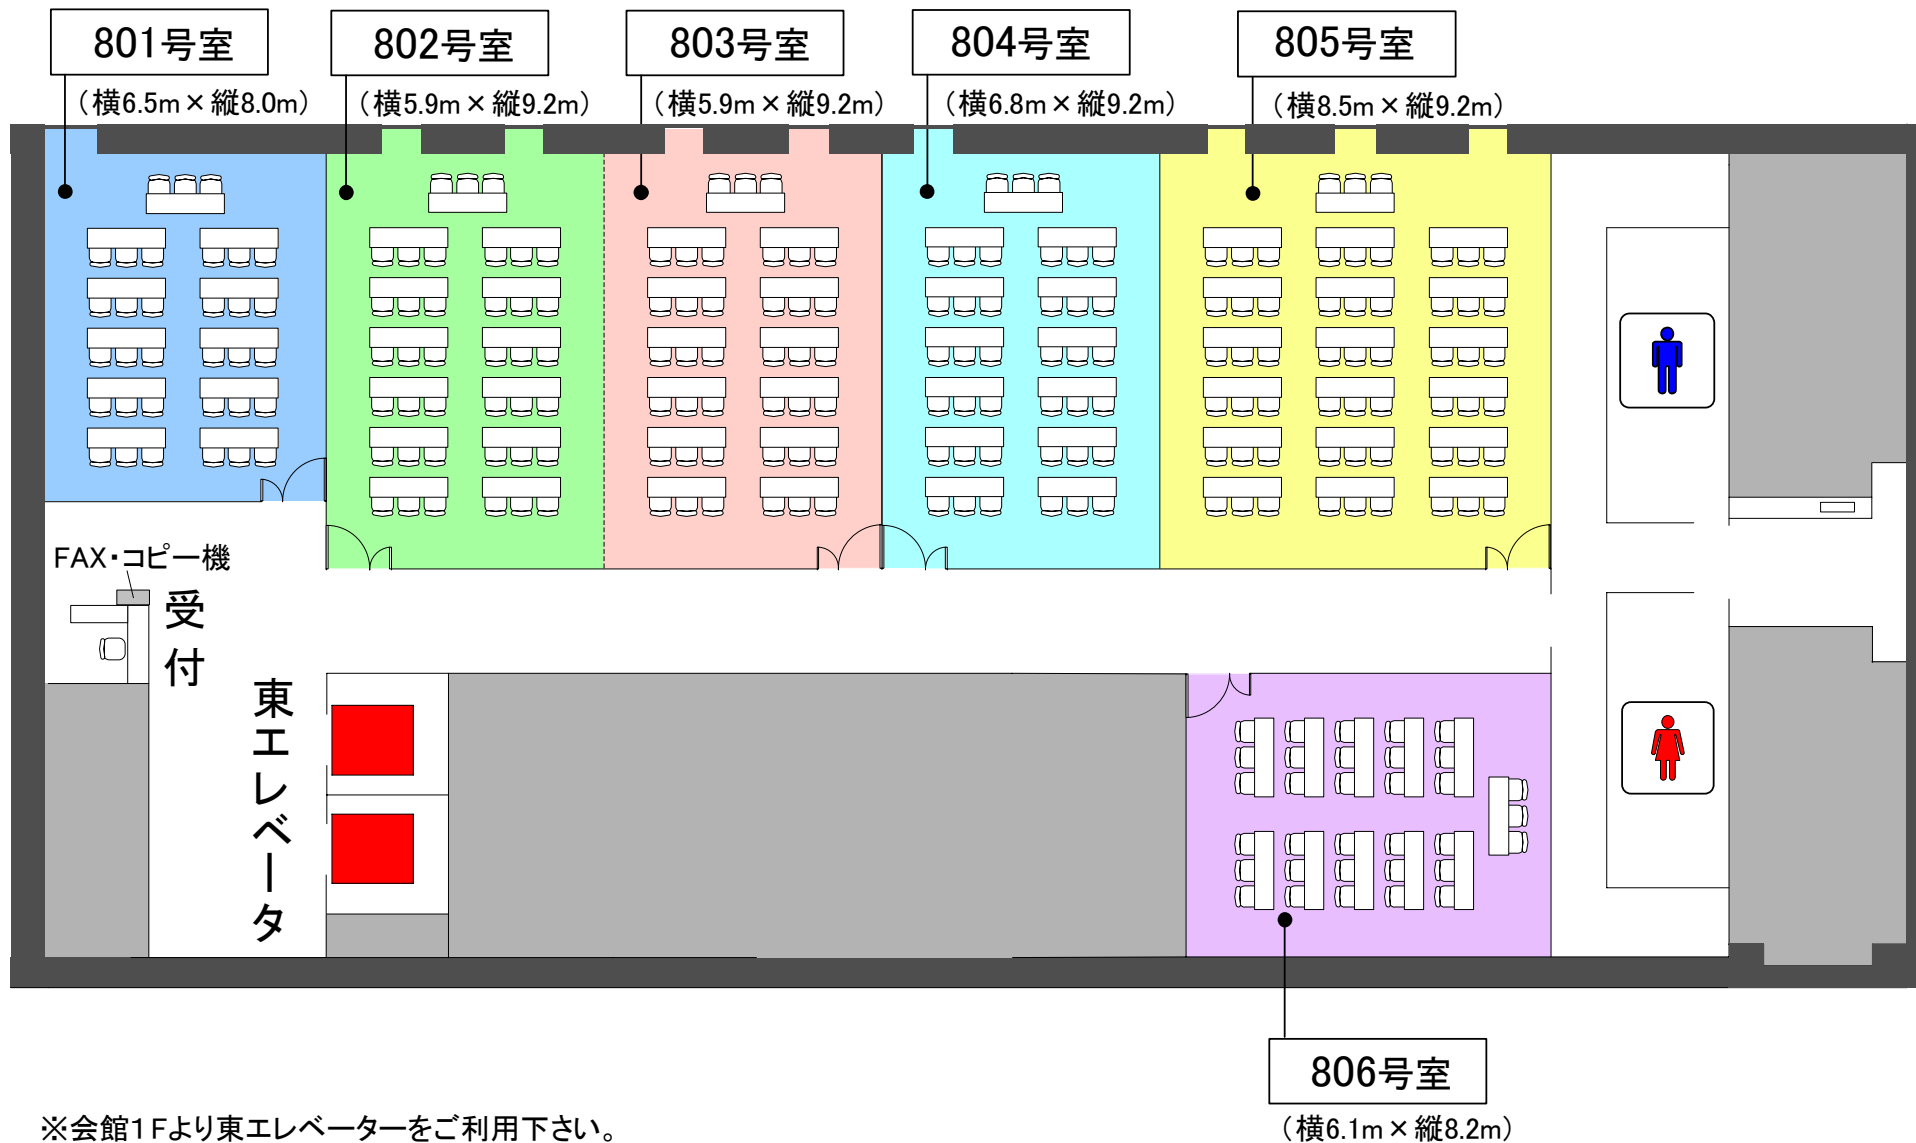 801号室
802号室
803号室
804号室
805号室
（横6.5m×縦8.0m）
（横5.9m×縦9.2m）
（横5.9m×縦9.2m）
（横6.8m×縦9.2m）
（横8.5m×縦9.2m）
FAX・コピー機
受付
東エレベータ
806号室
（横6.1m×縦8.2m）
※会館1Fより東エレベーターをご利用下さい。